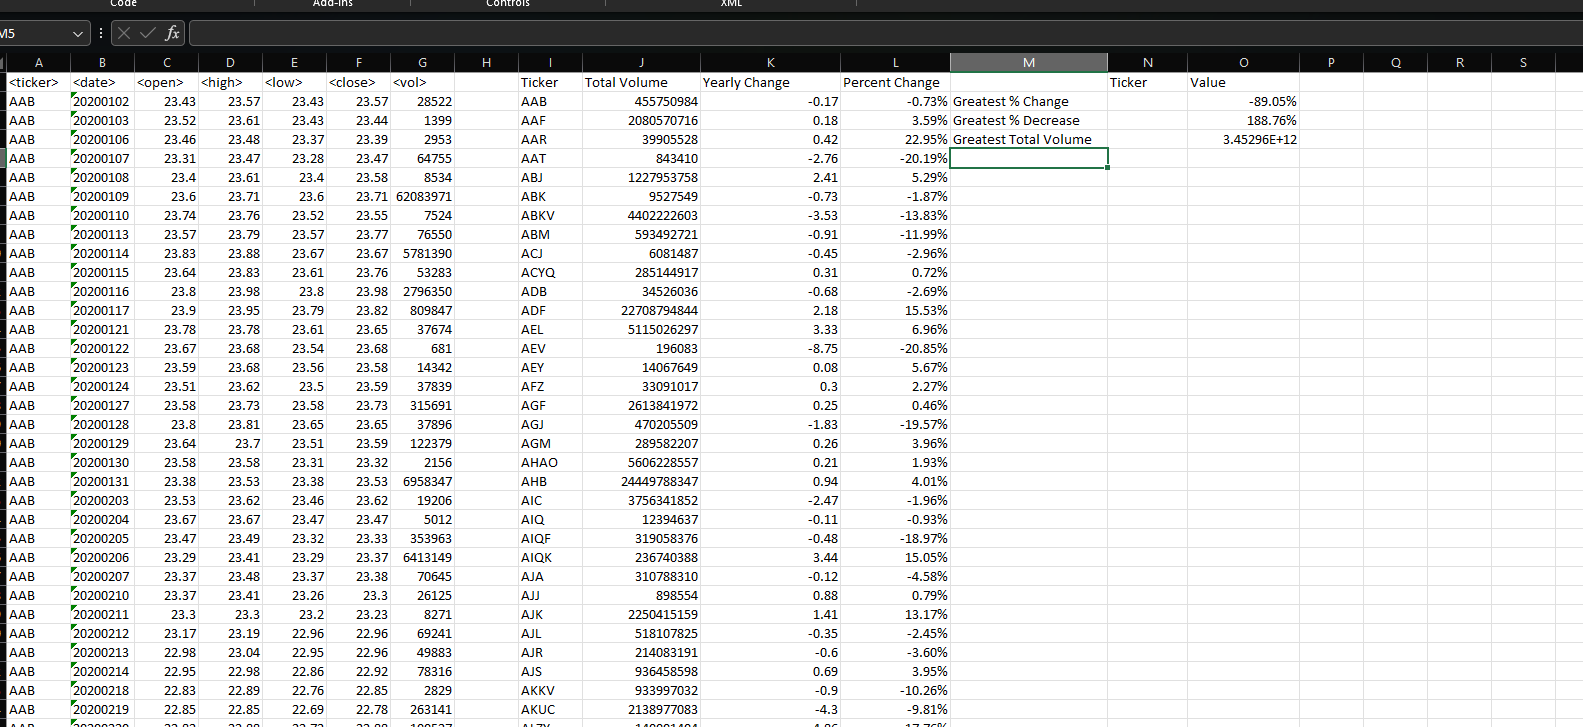 Code Add-ins Controls XML
M5 fx
A B C D E F G H I J K L M N O P Q R S
<ticker> <date> <open> <high> <low> <close> <vol> Ticker Total Volume Yearly Change Percent Change Ticker Value
AAB 20200102 23.43 23.57 23.43 23.57 28522 AAB 455750984 -0.17 -0.73% Greatest % Change -89.05%
AAB 20200103 23.52 23.61 23.43 23.44 1399 AAF 2080570716 0.18 3.59% Greatest % Decrease 188.76%
AAB 20200106 23.46 23.48 23.37 23.39 2953 AAR 39905528 0.42 22.95% Greatest Total Volume 3.45296E+12
AAB 20200107 23.31 23.47 23.28 23.47 64755 AAT 843410 -2.76 -20.19%
AAB 20200108 23.4 23.61 23.4 23.58 8534 ABJ 1227953758 2.41 5.29%
AAB 20200109 23.6 23.71 23.6 23.71 62083971 ABK 9527549 -0.73 -1.87%
AAB 20200110 23.74 23.76 23.52 23.55 7524 ABKV 4402222603 -3.53 -13.83%
AAB 20200113 23.57 23.79 23.57 23.77 76550 ABM 593492721 -0.91 -11.99%
AAB 20200114 23.83 23.88 23.67 23.67 5781390 ACJ 6081487 -0.45 -2.96%
AAB 20200115 23.64 23.83 23.61 23.76 53283 ACYQ 285144917 0.31 0.72%
AAB 20200116 23.8 23.98 23.8 23.98 2796350 ADB 34526036 -0.68 -2.69%
AAB 20200117 23.9 23.95 23.79 23.82 809847 ADF 22708794844 2.18 15.53%
AAB 20200121 23.78 23.78 23.61 23.65 37674 AEL 5115026297 3.33 6.96%
AAB 20200122 23.67 23.68 23.54 23.68 681 AEV 196083 -8.75 -20.85%
AAB 20200123 23.59 23.68 23.56 23.58 14342 AEY 14067649 0.08 5.67%
AAB 20200124 23.51 23.62 23.5 23.59 37839 AFZ 33091017 0.3 2.27%
AAB 20200127 23.58 23.73 23.58 23.73 315691 AGF 2613841972 0.25 0.46%
AAB 20200128 23.8 23.81 23.65 23.65 37896 AGJ 470205509 -1.83 -19.57%
AAB 20200129 23.64 23.7 23.51 23.59 122379 AGM 289582207 0.26 3.96%
AAB 20200130 23.58 23.58 23.31 23.32 2156 AHAO 5606228557 0.21 1.93%
AAB 20200131 23.38 23.53 23.38 23.53 6958347 AHB 24449788347 0.94 4.01%
AAB 20200203 23.53 23.62 23.46 23.62 19206 AIC 3756341852 -2.47 -1.96%
AAB 20200204 23.67 23.67 23.47 23.47 5012 AIQ 12394637 -0.11 -0.93%
AAB 20200205 23.47 23.49 23.32 23.33 353963 AIQF 319058376 -0.48 -18.97%
AAB 20200206 23.29 23.41 23.29 23.37 6413149 AIQK 236740388 3.44 15.05%
AAB 20200207 23.37 23.48 23.37 23.38 70645 AJA 310788310 -0.12 -4.58%
AAB 20200210 23.37 23.41 23.26 23.3 26125 AJJ 898554 0.88 0.79%
AAB 20200211 23.3 23.3 23.2 23.23 8271 AJK 2250415159 1.41 13.17%
AAB 20200212 23.17 23.19 22.96 22.96 69241 AJL 518107825 -0.35 -2.45%
AAB 20200213 22.98 23.04 22.95 22.96 49883 AJR 214083191 -0.6 -3.60%
AAB 20200214 22.95 22.98 22.86 22.92 78316 AJS 936458598 0.69 3.95%
AAB 20200218 22.83 22.89 22.76 22.85 2829 AKKV 933997032 -0.9 -10.26%
AAB 20200219 22.85 22.85 22.69 22.78 263141 AKUC 2138977083 -4.3 -9.81%